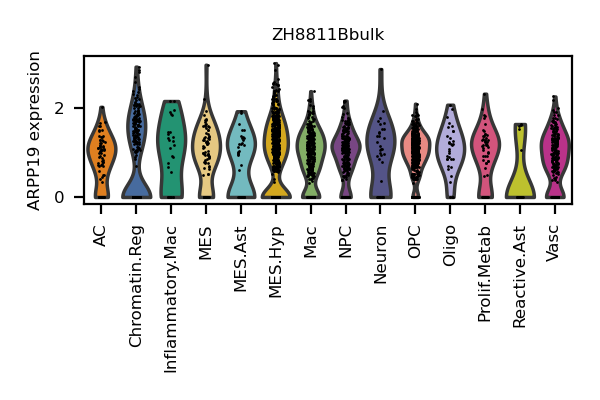 ZH8811Bbulk
ARPP19 expression
2
0
AC
Chromatin.Reg
Inflammatory.Mac
MES
MES.Ast
MES.Hyp
Mac
NPC
Neuron
OPC
Oligo
Prolif.Metab
Reactive.Ast
Vasc